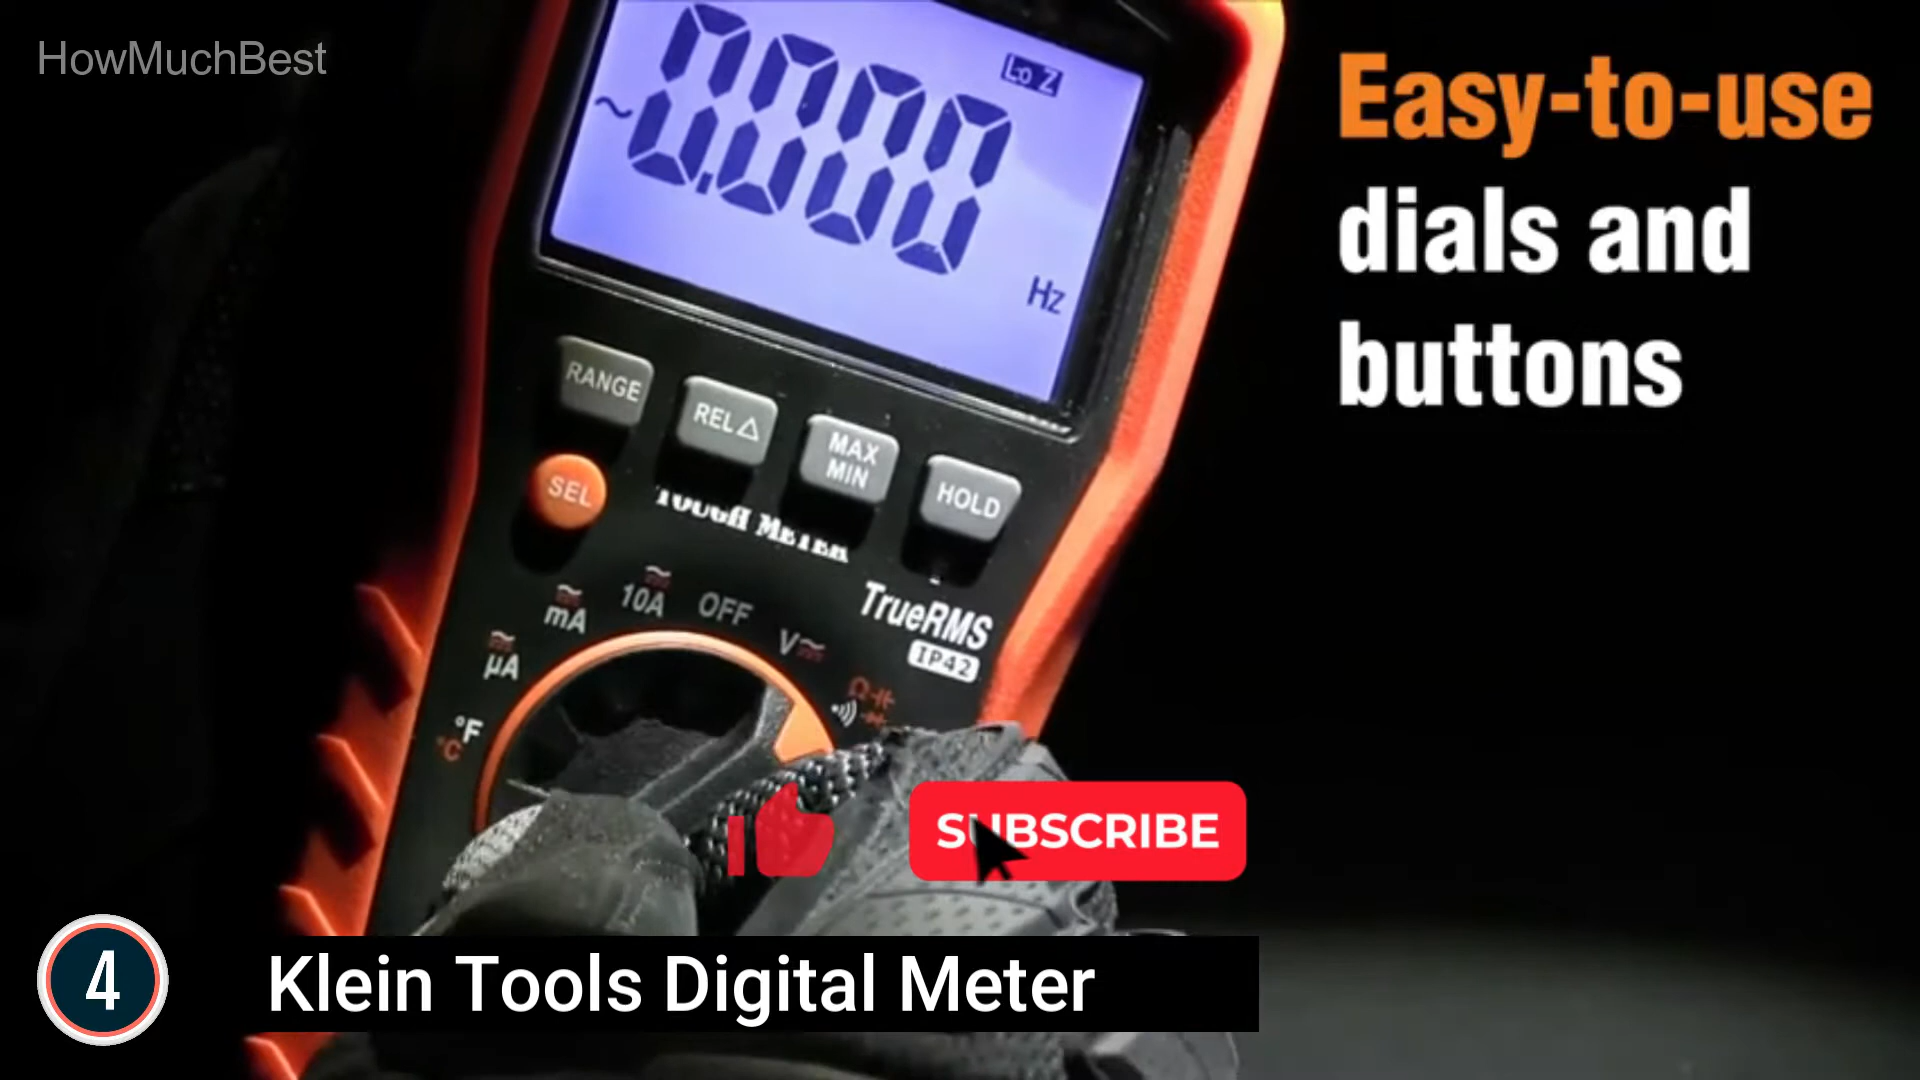 HowMuchBest
Easy-to-use
dials and
buttons
Lo Z
~0.000
Hz
RANGE
REL△
MAX
MIN
HOLD
SEL
TOUGH METER
TrueRMS
IP42
µA
mA
10A
OFF
V
°F
°C
Ω
SUBSCRIBE
4
Klein Tools Digital Meter